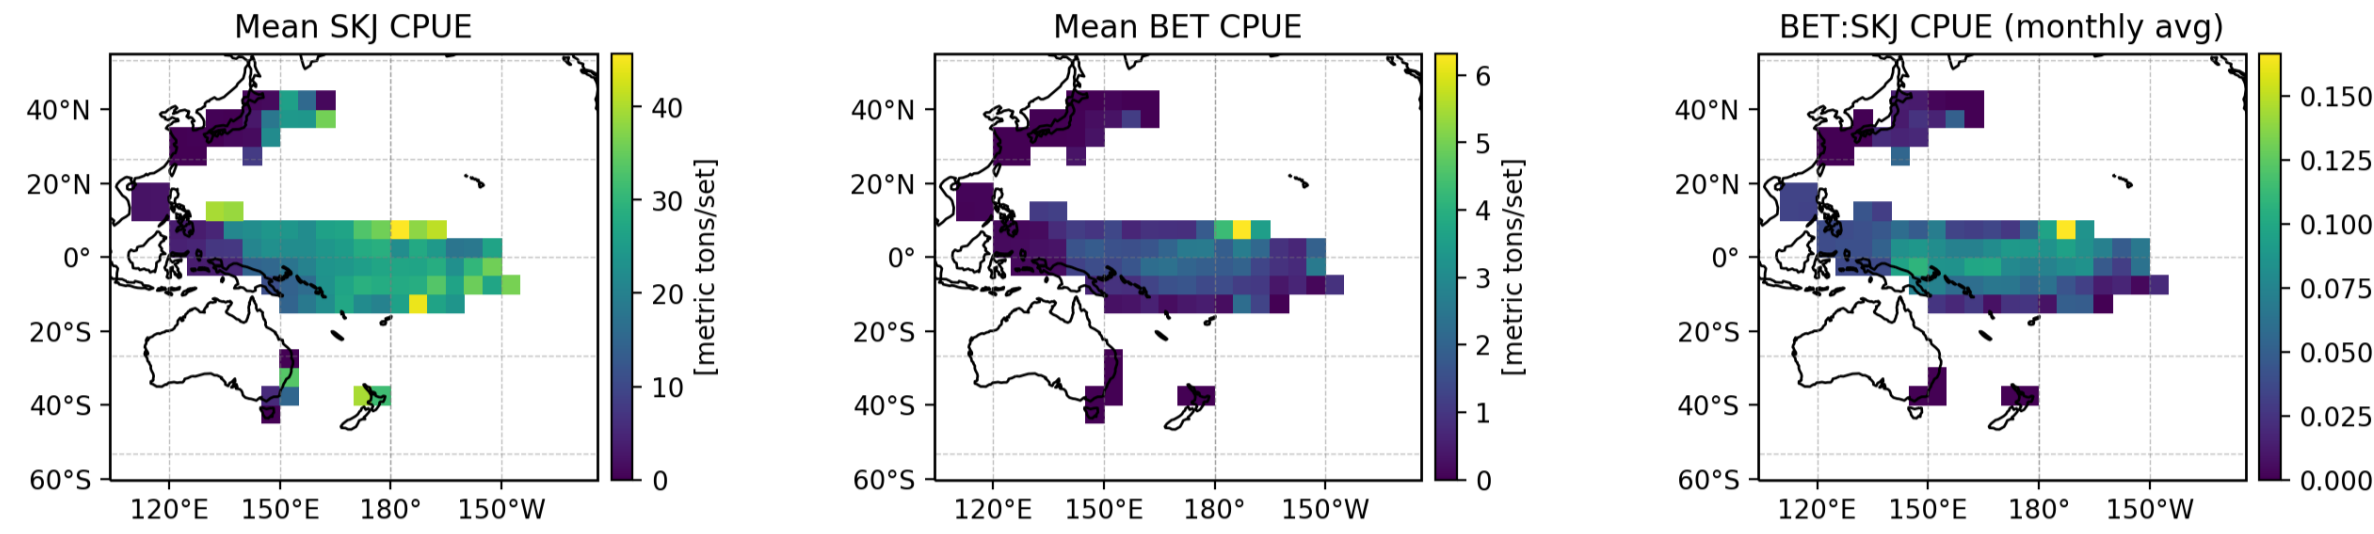 Mean SKJ CPUE
40°N
20°N
0°
20°S
40°S
60°S
120°E 150°E 180° 150°W
40
30
20
10
0
[metric tons/set]
Mean BET CPUE
40°N
20°N
0°
20°S
40°S
60°S
120°E 150°E 180° 150°W
6
5
4
3
2
1
0
[metric tons/set]
BET:SKJ CPUE (monthly avg)
40°N
20°N
0°
20°S
40°S
60°S
120°E 150°E 180° 150°W
0.150
0.125
0.100
0.075
0.050
0.025
0.000